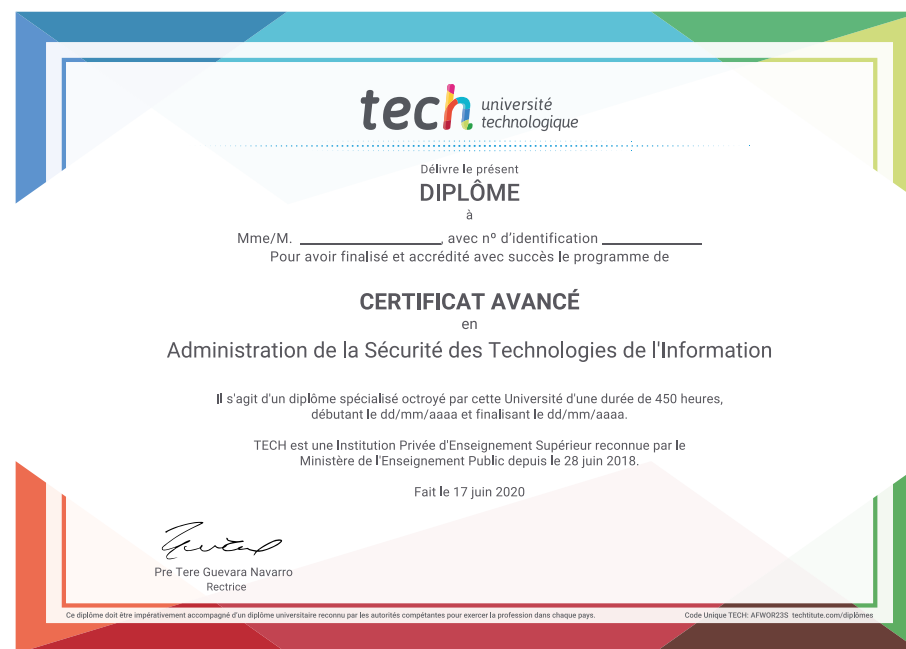 tech université
technologique
Délivre le présent
DIPLÔME
à
Mme/M. ____________________, avec nº d'identification ______________
Pour avoir finalisé et accrédité avec succès le programme de
CERTIFICAT AVANCÉ
en
Administration de la Sécurité des Technologies de l'Information
Il s'agit d'un diplôme spécialisé octroyé par cette Université d'une durée de 450 heures,
débutant le dd/mm/aaaa et finalisant le dd/mm/aaaa.
TECH est une Institution Privée d'Enseignement Supérieur reconnue par le
Ministère de l'Enseignement Public depuis le 28 juin 2018.
Fait le 17 juin 2020
Pre Tere Guevara Navarro
Rectrice
Ce diplôme doit être impérativement accompagné d'un diplôme universitaire reconnu par les autorités compétentes pour exercer la profession dans chaque pays. Code Unique TECH: AFWOR23S techtitute.com/diplômes